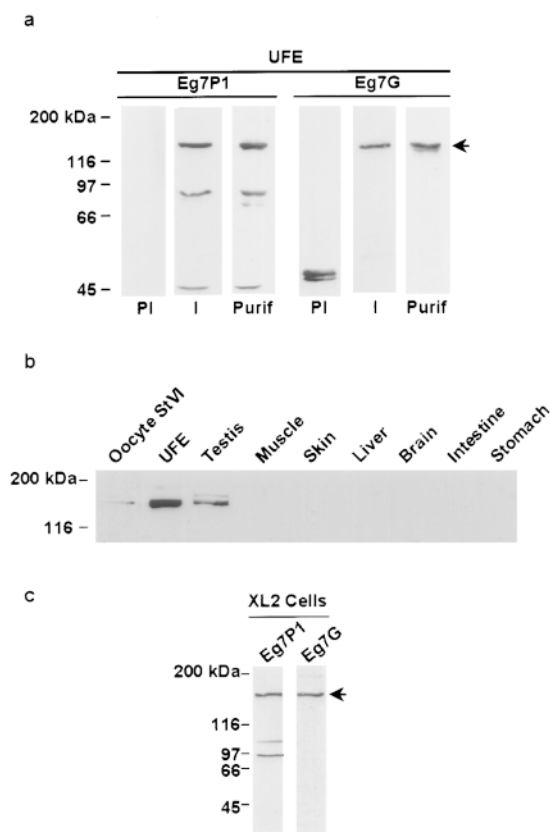 a
UFE
Eg7P1 Eg7G
200 kDa
116
97
66
45
PI I Purif PI I Purif
b
Oocyte StVI UFE Testis Muscle Skin Liver Brain Intestine Stomach
200 kDa
116
c
XL2 Cells
Eg7P1 Eg7G
200 kDa
116
97
66
45